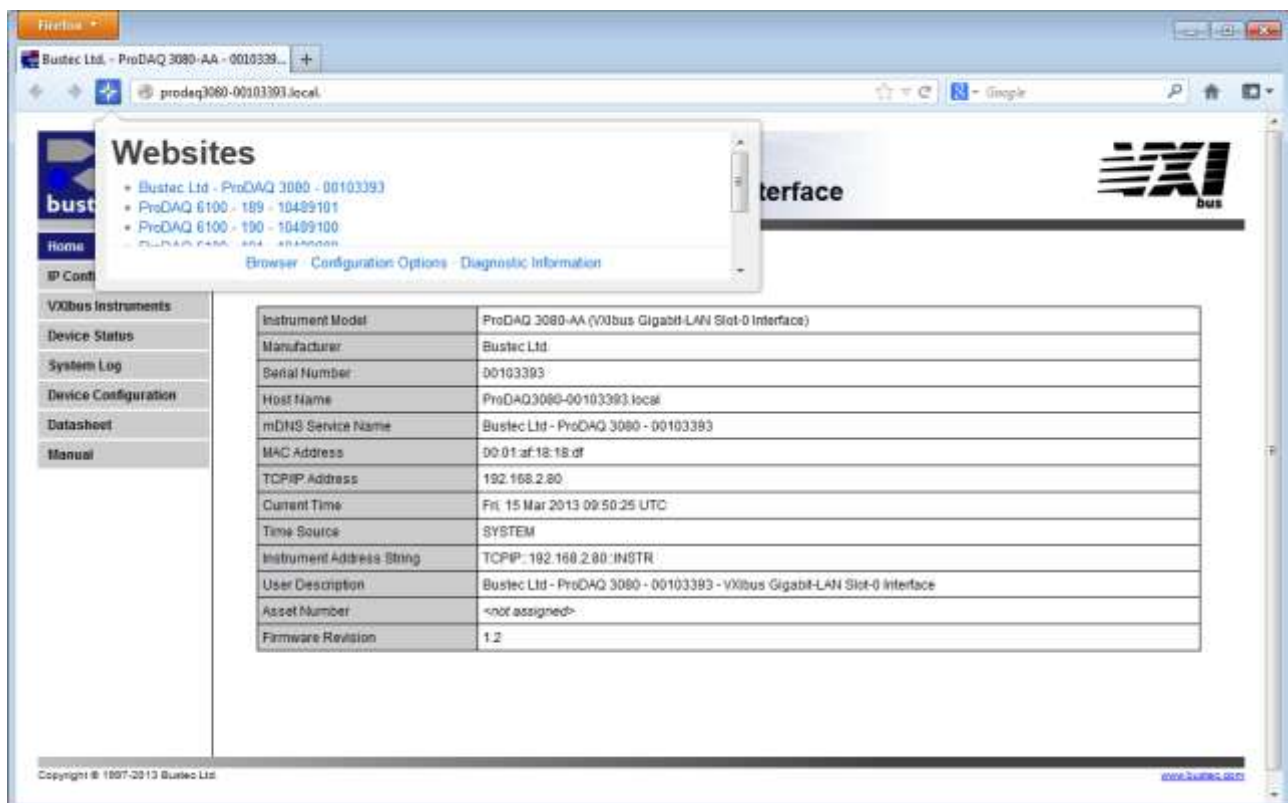 Firefox
Bustec Ltd. - ProDAQ 3080-AA - 0010339...
+
prodaq3080-00103393.local
Google
Websites
Bustec Ltd - ProDAQ 3080 - 00103393
ProDAQ 6100 - 189 - 10489101
ProDAQ 6100 - 190 - 10489100
Browser · Configuration Options · Diagnostic Information
bust
terface
VXI
bus
Home
IP Confi
VXIbus Instruments
Device Status
System Log
Device Configuration
Datasheet
Manual
Instrument Model ProDAQ 3080-AA (VXIbus Gigabit-LAN Slot-0 Interface)
Manufacturer Bustec Ltd.
Serial Number 00103393
Host Name ProDAQ3080-00103393.local
mDNS Service Name Bustec Ltd - ProDAQ 3080 - 00103393
MAC Address 00:01:af:18:18:df
TCP/IP Address 192.168.2.80
Current Time Fri, 15 Mar 2013 09:50:25 UTC
Time Source SYSTEM
Instrument Address String TCPIP::192.168.2.80::INSTR
User Description Bustec Ltd - ProDAQ 3080 - 00103393 - VXIbus Gigabit-LAN Slot-0 Interface
Asset Number <not assigned>
Firmware Revision 1.2
Copyright © 1997-2013 Bustec Ltd.
www.bustec.com